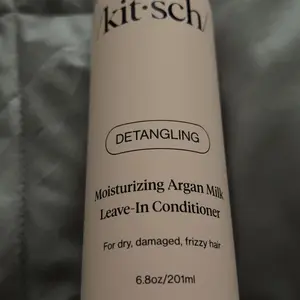 /kit·sch/
DETANGLING
Moisturizing Argan Milk
Leave-In Conditioner
For dry, damaged, frizzy hair
6.8oz/201ml